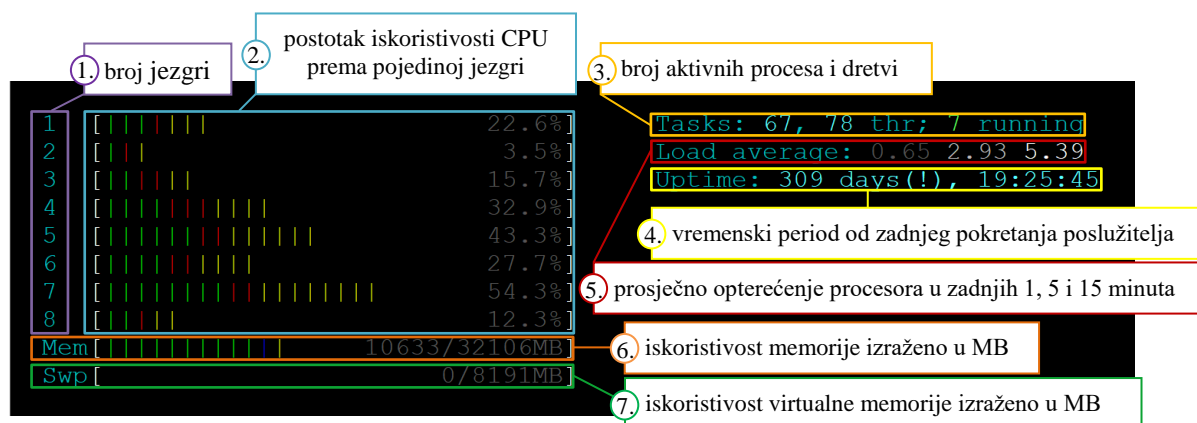 1. broj jezgri
2. postotak iskoristivosti CPU
prema pojedinoj jezgri
3. broj aktivnih procesa i dretvi
1 [ 22.6%]
2 [ 3.5%]
3 [ 15.7%]
4 [ 32.9%]
5 [ 43.3%]
6 [ 27.7%]
7 [ 54.3%]
8 [ 12.3%]
Mem[ 10633/32106MB]
Swp[ 0/8191MB]
Tasks: 67, 78 thr; 7 running
Load average: 0.65 2.93 5.39
Uptime: 309 days(!), 19:25:45
4. vremenski period od zadnjeg pokretanja poslužitelja
5. prosječno opterećenje procesora u zadnjih 1, 5 i 15 minuta
6. iskoristivost memorije izraženo u MB
7. iskoristivost virtualne memorije izraženo u MB